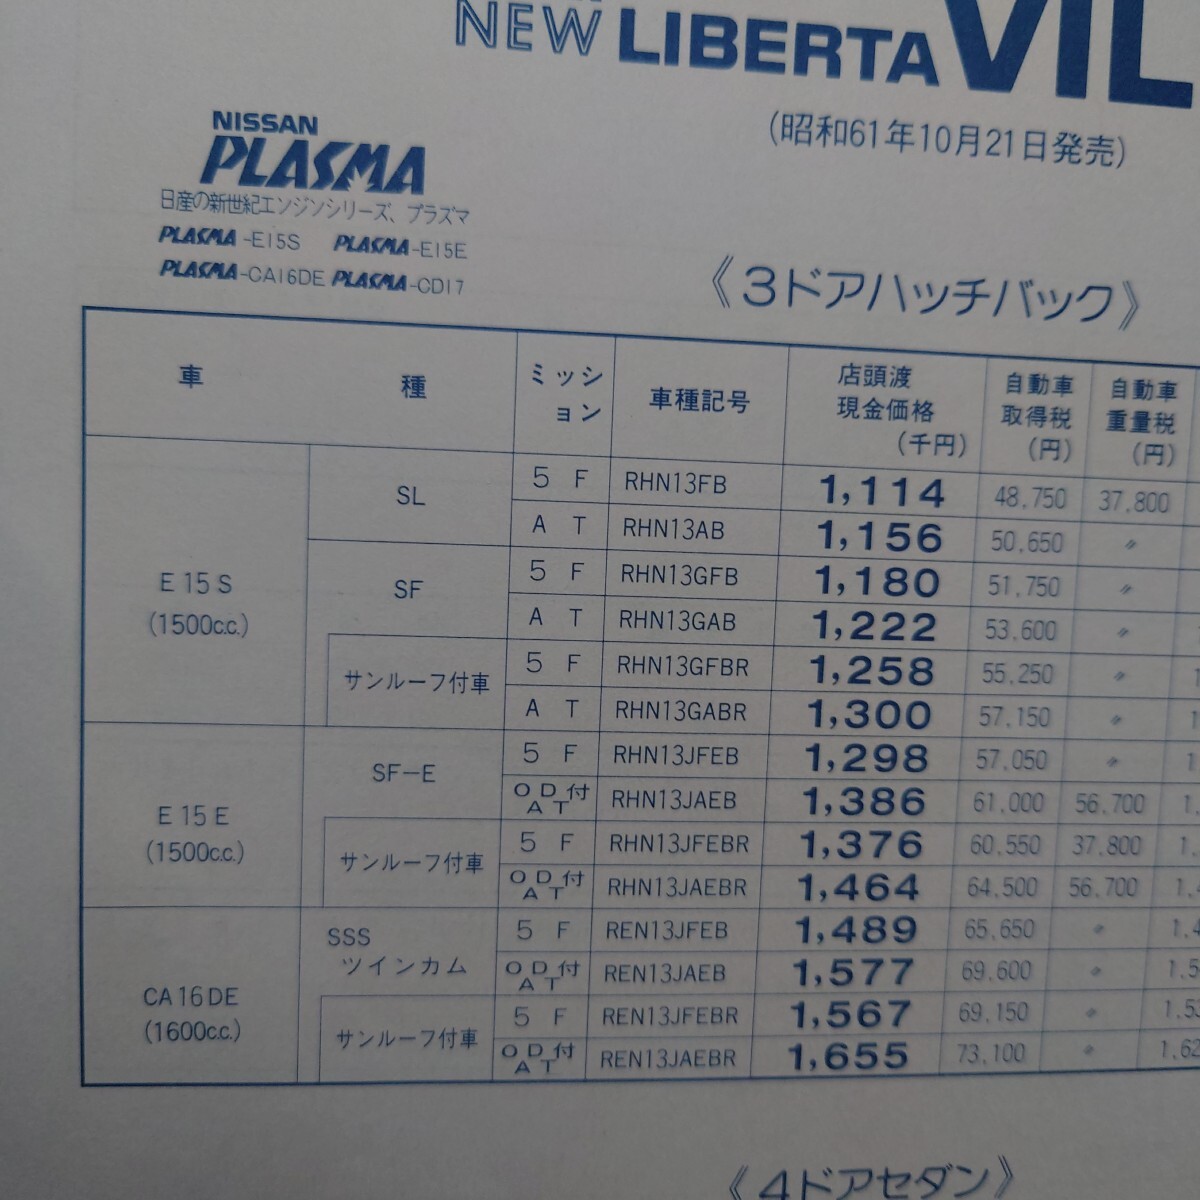 NEW LIBERTA VIL
(昭和61年10月21日発売)
NISSAN
PLASMA
日産の新世紀エンジンシリーズ、プラズマ
PLASMA-E15S PLASMA-E15E
PLASMA-CA16DE PLASMA-CD17
《3ドアハッチバック》
車 種 ミッション 車種記号 店頭渡現金価格(千円) 自動車取得税(円) 自動車重量税(円)
E15S (1500c.c.) SL 5F RHN13FB 1,114 48,750 37,800
AT RHN13AB 1,156 50,650 〃
SF 5F RHN13GFB 1,180 51,750 〃
AT RHN13GAB 1,222 53,600 〃
サンルーフ付車 5F RHN13GFBR 1,258 55,250 〃
AT RHN13GABR 1,300 57,150 〃
E15E (1500c.c.) SF-E 5F RHN13JFEB 1,298 57,050 〃
OD付AT RHN13JAEB 1,386 61,000 56,700
サンルーフ付車 5F RHN13JFEBR 1,376 60,550 37,800
OD付AT RHN13JAEBR 1,464 64,500 56,700
CA16DE (1600c.c.) SSS ツインカム 5F REN13JFEB 1,489 65,650 〃
OD付AT REN13JAEB 1,577 69,600 〃
サンルーフ付車 5F REN13JFEBR 1,567 69,150 〃
OD付AT REN13JAEBR 1,655 73,100 〃
《4ドアセダン》